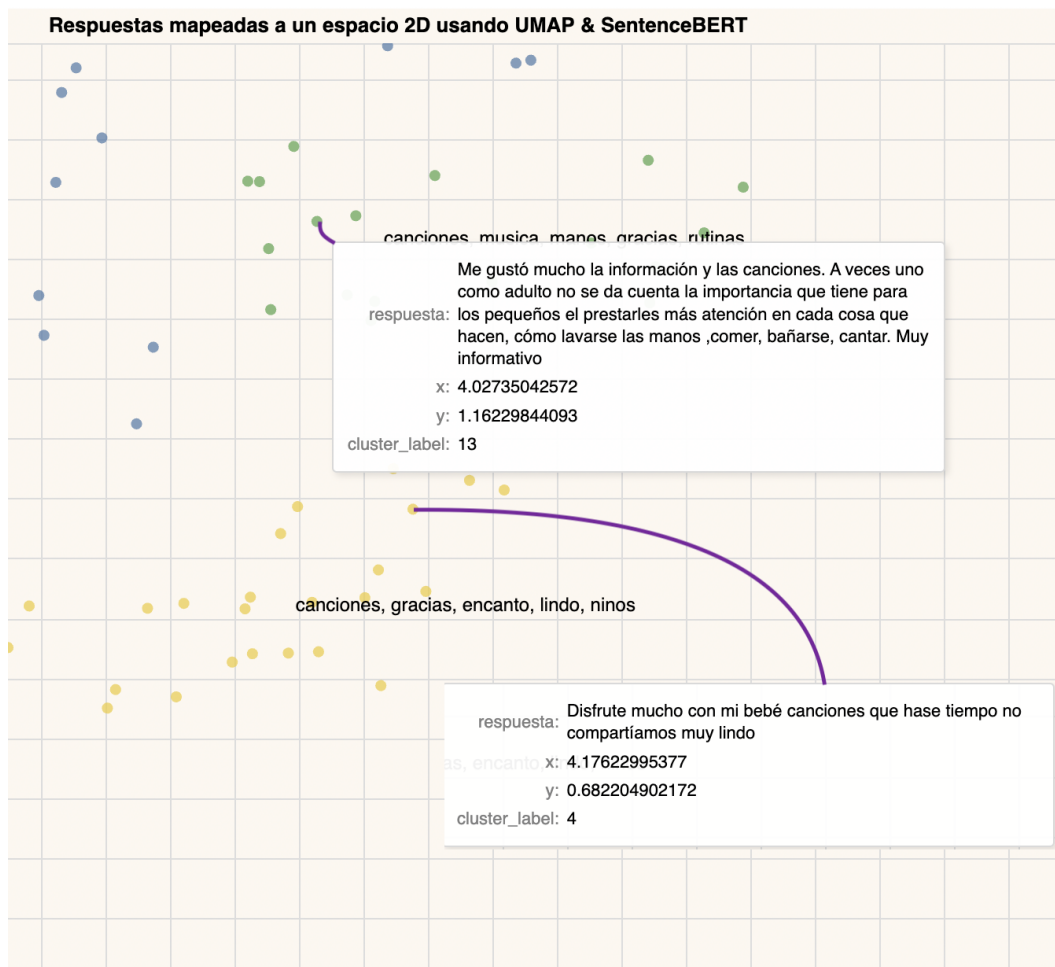 Respuestas mapeadas a un espacio 2D usando UMAP & SentenceBERT
canciones, musica, manos, gracias, rutinas
Me gustó mucho la información y las canciones. A veces uno
como adulto no se da cuenta la importancia que tiene para
respuesta: los pequeños el prestarles más atención en cada cosa que
hacen, cómo lavarse las manos ,comer, bañarse, cantar. Muy
informativo
x: 4.02735042572
y: 1.16229844093
cluster_label: 13
canciones, gracias, encanto, lindo, ninos
respuesta: Disfrute mucho con mi bebé canciones que hase tiempo no
compartíamos muy lindo
as, encanto,
x: 4.17622995377
y: 0.682204902172
cluster_label: 4